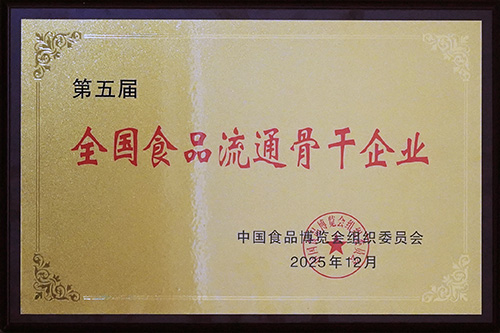 第五届
全国食品流通骨干企业
中国食品博览会组织委员会
2025年12月